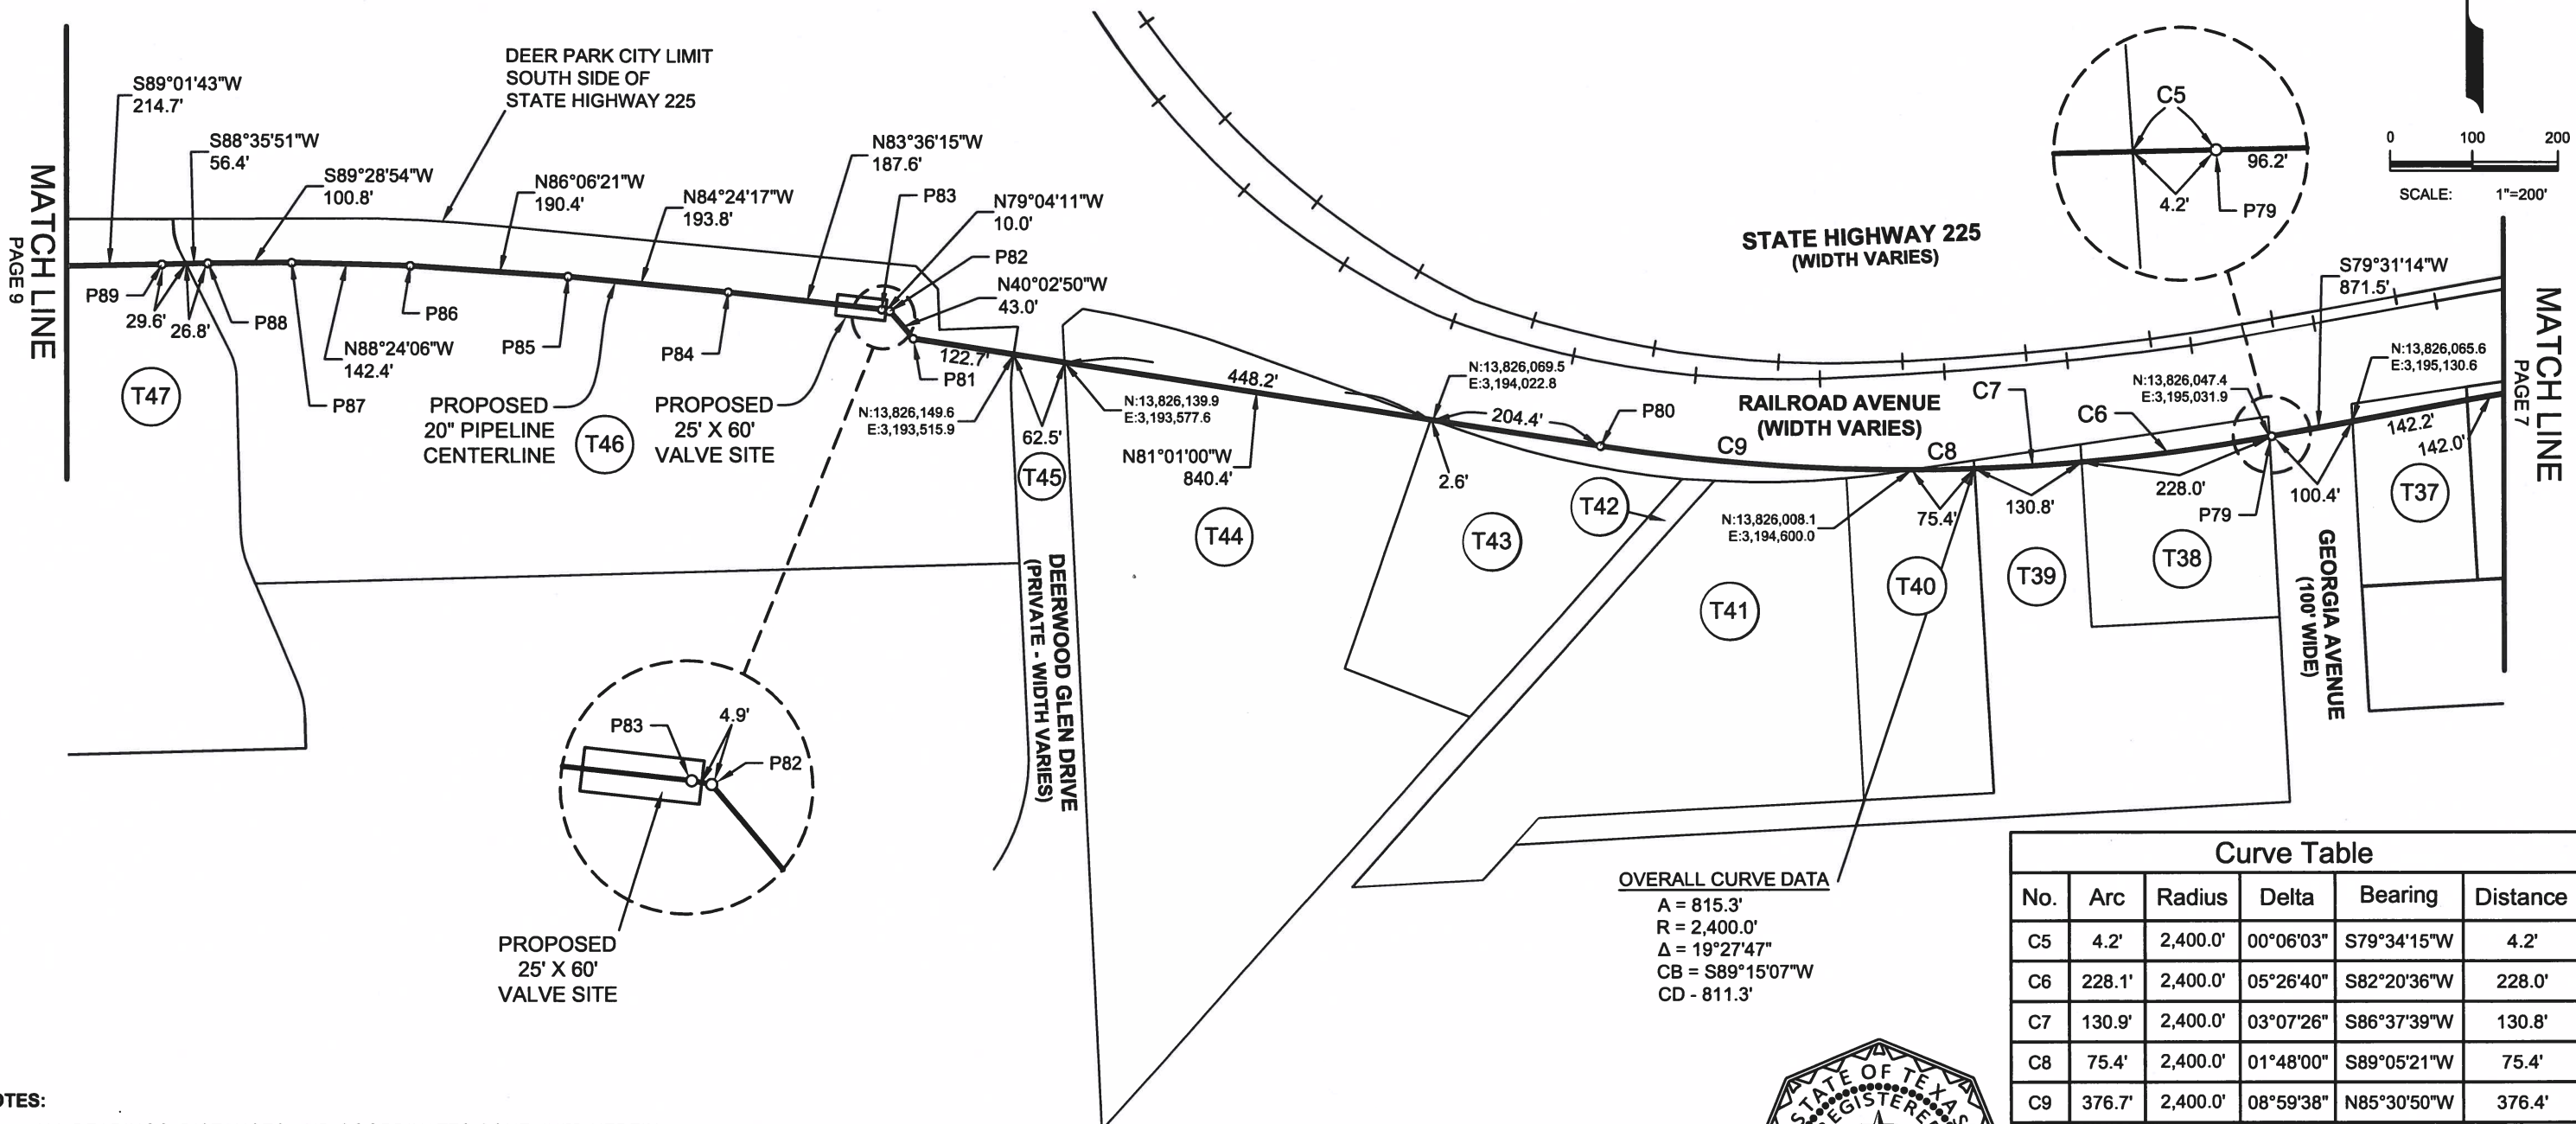 MATCH LINE
PAGE 9
S89°01'43"W
214.7'
S88°35'51"W
56.4'
S89°28'54"W
100.8'
DEER PARK CITY LIMIT
SOUTH SIDE OF
STATE HIGHWAY 225
N86°06'21"W
190.4'
N84°24'17"W
193.8'
N83°36'15"W
187.6'
P83
N79°04'11"W
10.0'
P82
N40°02'50"W
43.0'
P89
29.6'
26.8'
P88
N88°24'06"W
142.4'
P87
P86
P85
P84
P81
122.7'
T47
PROPOSED
20" PIPELINE
CENTERLINE
T46
PROPOSED
25' X 60'
VALVE SITE
N:13,826,149.6
E:3,193,515.9
62.5'
T45
N:13,826,139.9
E:3,193,577.6
DEERWOOD GLEN DRIVE
(PRIVATE - WIDTH VARIES)
448.2'
N81°01'00"W
840.4'
T44
N:13,826,069.5
E:3,194,022.8
204.4'
P80
2.6'
T43
T42
C9
RAILROAD AVENUE
(WIDTH VARIES)
STATE HIGHWAY 225
(WIDTH VARIES)
C8
C7
C6
N:13,826,008.1
E:3,194,600.0
75.4'
130.8'
228.0'
T41
T40
T39
T38
N:13,826,047.4
E:3,195,031.9
P79
100.4'
S79°31'14"W
871.5'
N:13,826,065.6
E:3,195,130.6
142.2'
142.0'
T37
GEORGIA AVENUE
(100' WIDE)
C5
96.2'
4.2'
P79
0 100 200
SCALE: 1"=200'
MATCH LINE
PAGE 7
P83
4.9'
P82
PROPOSED
25' X 60'
VALVE SITE
OVERALL CURVE DATA
A = 815.3'
R = 2,400.0'
Δ = 19°27'47"
CB = S89°15'07"W
CD - 811.3'
Curve Table
No. Arc Radius Delta Bearing Distance
C5 4.2' 2,400.0' 00°06'03" S79°34'15"W 4.2'
C6 228.1' 2,400.0' 05°26'40" S82°20'36"W 228.0'
C7 130.9' 2,400.0' 03°07'26" S86°37'39"W 130.8'
C8 75.4' 2,400.0' 01°48'00" S89°05'21"W 75.4'
C9 376.7' 2,400.0' 08°59'38" N85°30'50"W 376.4'
STATE OF TEXAS